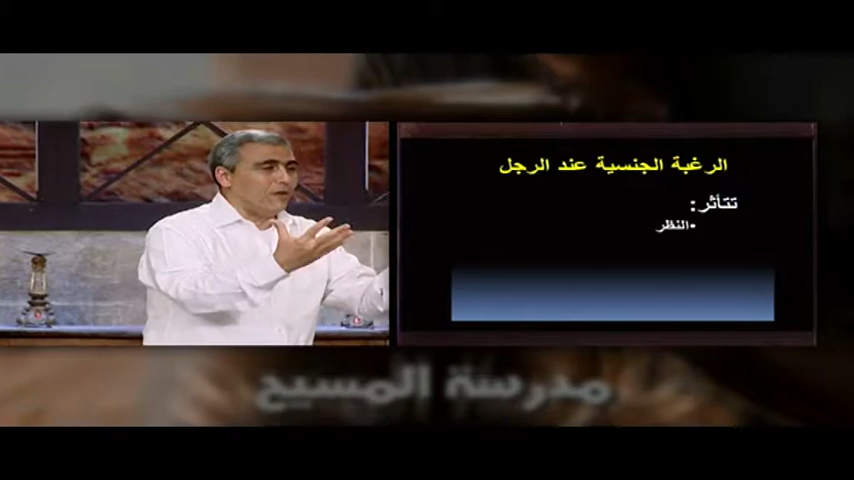 الرغبة الجنسية عند الرجل
تتأثر:
•النظر
مدرسة المسيح